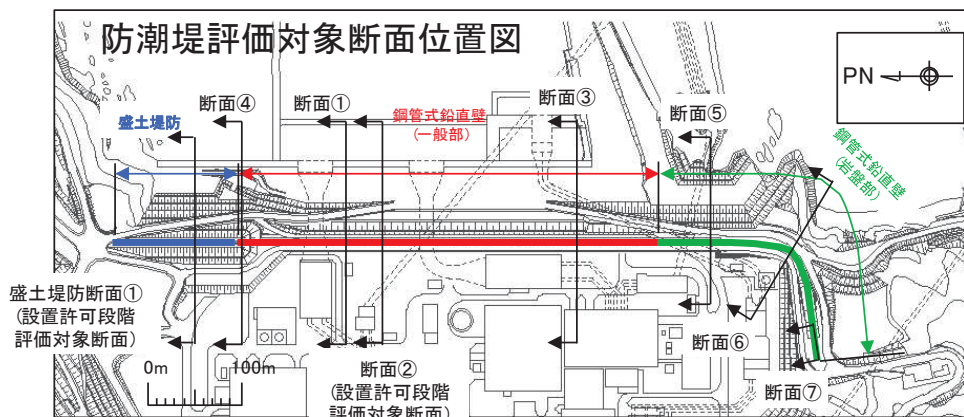 防潮堤評価対象断面位置図
PN
断面④
断面①
断面③
断面⑤
盛土堤防
鋼管式鉛直壁
(一般部)
鋼管式鉛直壁
(岩盤部)
盛土堤防断面①
(設置許可段階
評価対象断面)
0m
100m
断面②
(設置許可段階
評価対象断面)
断面⑥
断面⑦